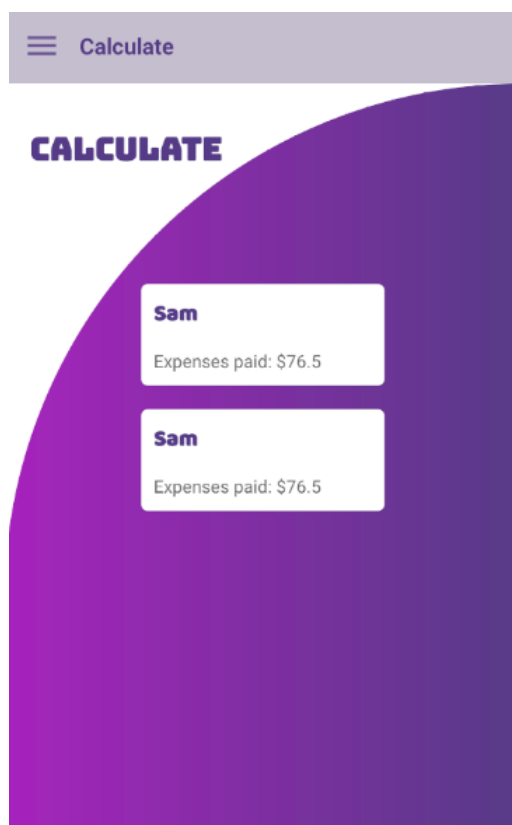 Calculate
CALCULATE
Sam
Expenses paid: $76.5
Sam
Expenses paid: $76.5